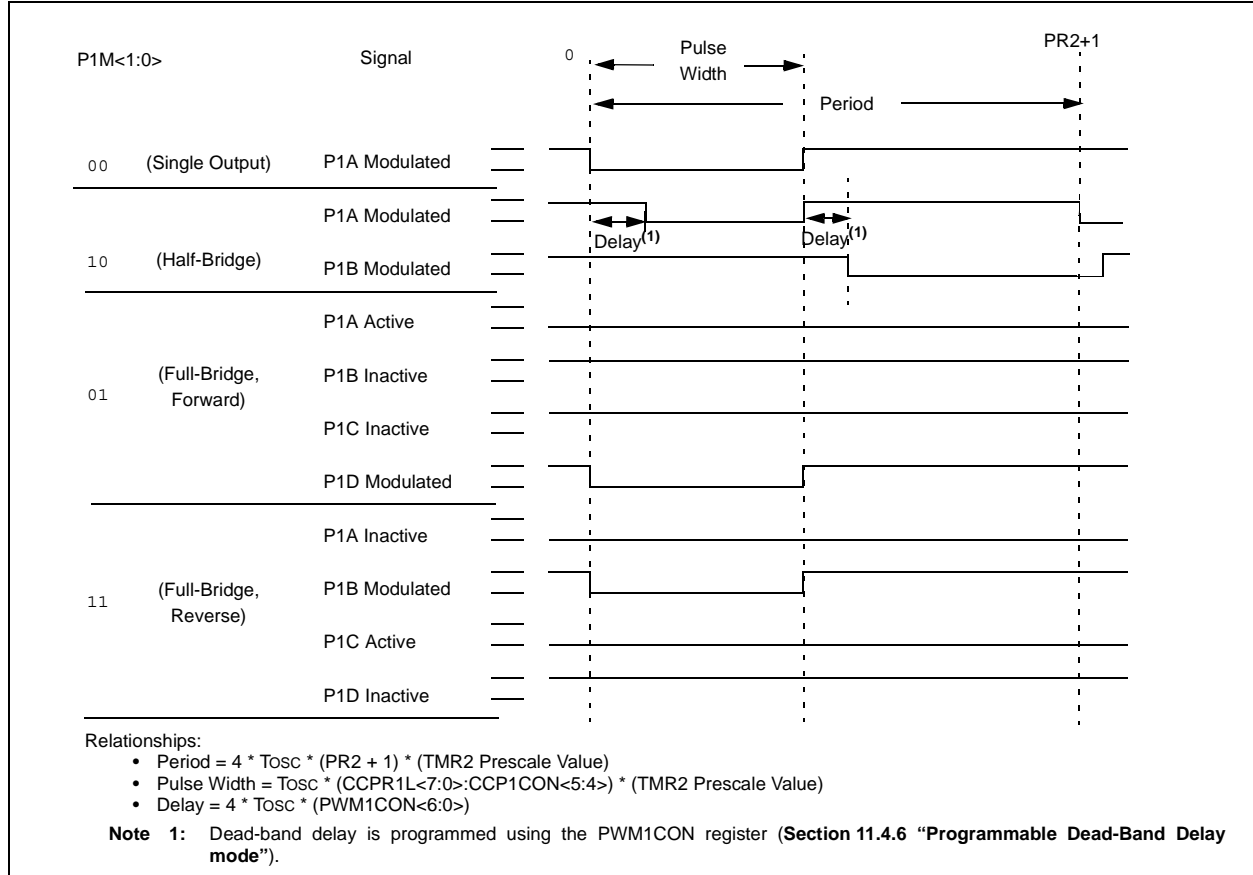 P1M<1:0>
Signal
0
Pulse
Width
PR2+1
Period
00
(Single Output)
P1A Modulated
P1A Modulated
Delay(1)
Delay(1)
10
(Half-Bridge)
P1B Modulated
P1A Active
01
(Full-Bridge,
Forward)
P1B Inactive
P1C Inactive
P1D Modulated
P1A Inactive
11
(Full-Bridge,
Reverse)
P1B Modulated
P1C Active
P1D Inactive
Relationships:
• Period = 4 * TOSC * (PR2 + 1) * (TMR2 Prescale Value)
• Pulse Width = TOSC * (CCPR1L<7:0>:CCP1CON<5:4>) * (TMR2 Prescale Value)
• Delay = 4 * TOSC * (PWM1CON<6:0>)
Note 1: Dead-band delay is programmed using the PWM1CON register (Section 11.4.6 “Programmable Dead-Band Delay
mode”).